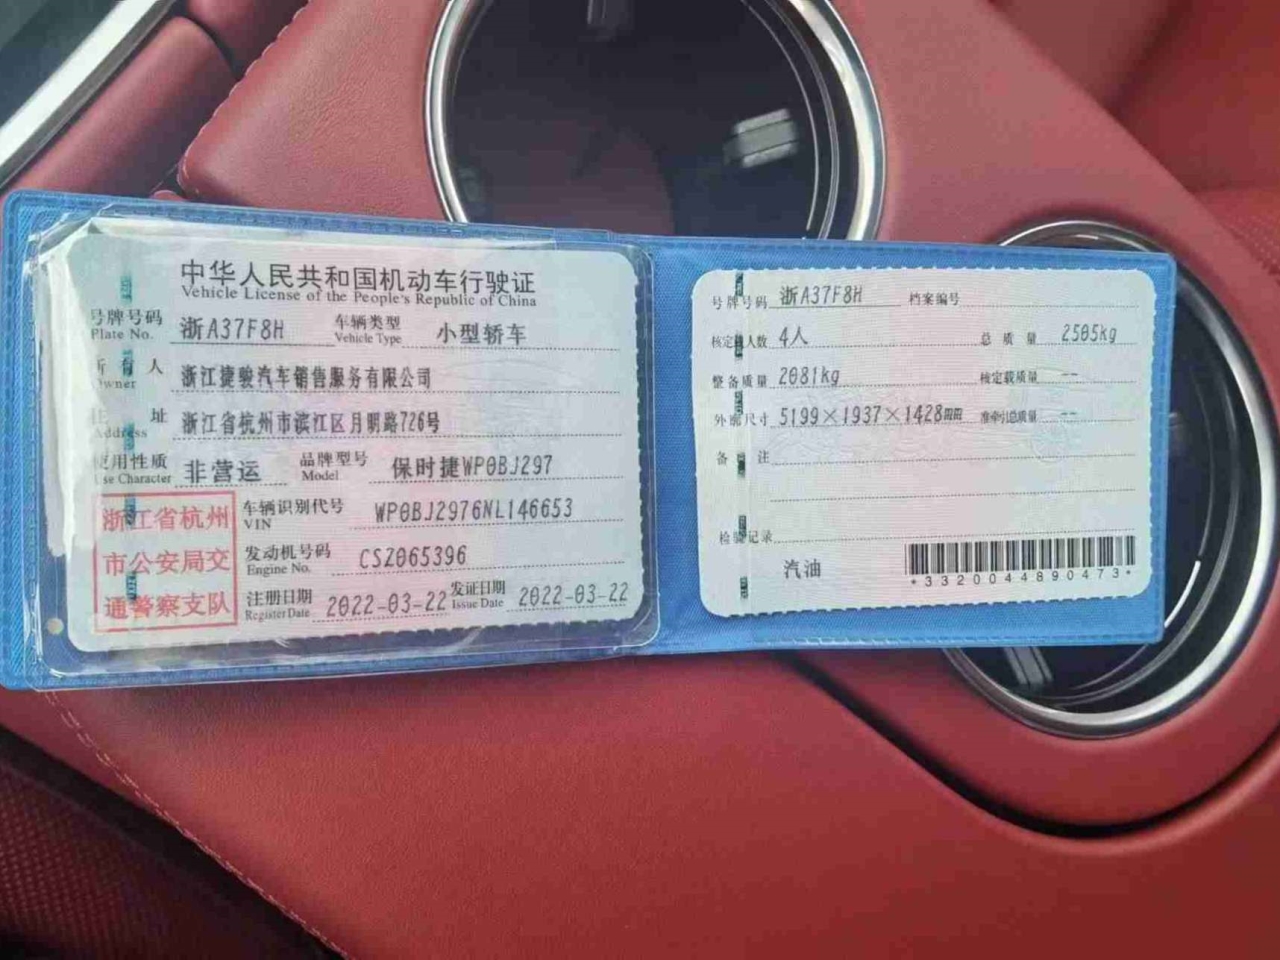 中华人民共和国机动车行驶证
Vehicle License of the People's Republic of China
号牌号码 浙A37F8H 车辆类型 小型轿车
Plate No. Vehicle Type
所有人 浙江捷骏汽车销售服务有限公司
Owner
住址 浙江省杭州市滨江区月明路726号
Address
使用性质 非营运 品牌型号 保时捷WP0BJ297
Use Character Model
浙江省杭州
市公安局交
通警察支队
车辆识别代号 WP0BJ2976NL146653
VIN
发动机号码 CSZ065396
Engine No.
注册日期 2022-03-22 发证日期 2022-03-22
Register Date Issue Date
号牌号码 浙A37F8H 档案编号
核定载人数 4人 总质量 2505kg
整备质量 2081kg 核定载质量 --
外廓尺寸 5199×1937×1428mm 准牵引总质量 --
备注
检验记录
汽油
*3320044890473*